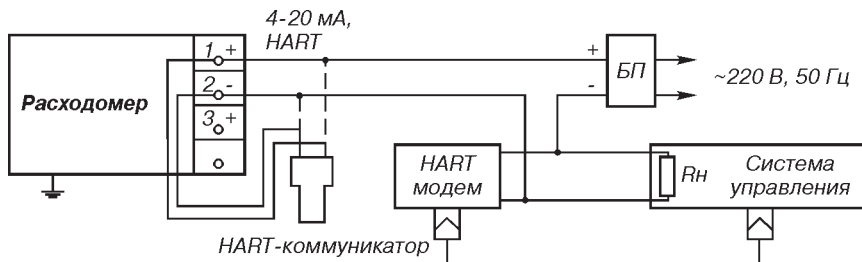 4-20 мА,
HART
1 +
2 -
3 +
Расходомер
+
-
БП
~220 В, 50 Гц
HART
модем
Rн
Система
управления
HART-коммуникатор